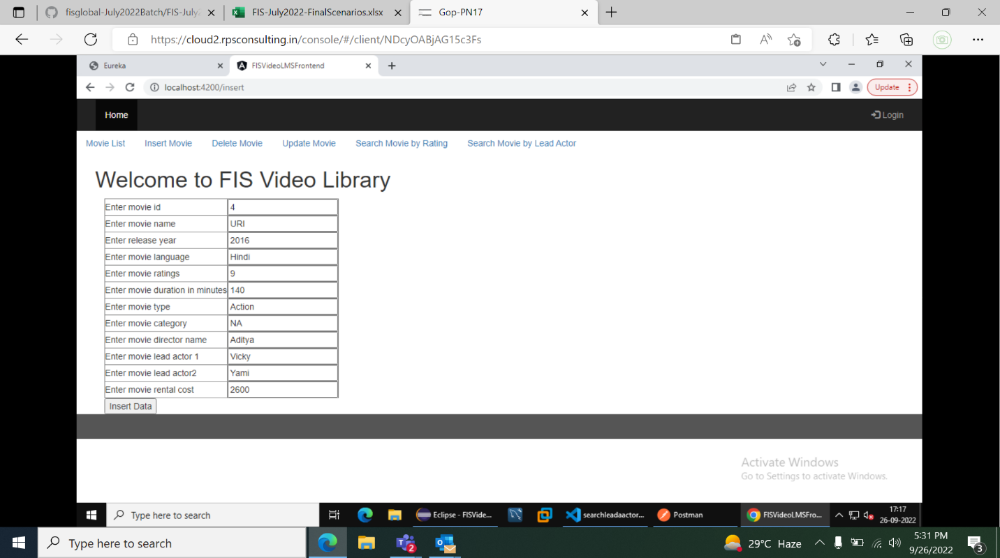 fisglobal-July2022Batch/FIS-July2 FIS-July2022-FinalScenarios.xlsx Gop-PN17
https://cloud2.rpsconsulting.in/console/#/client/NDcyOABjAG15c3Fs
Eureka FISVideoLMSFrontend
localhost:4200/insert Update
Home Login
Movie List Insert Movie Delete Movie Update Movie Search Movie by Rating Search Movie by Lead Actor
Welcome to FIS Video Library
Enter movie id 4
Enter movie name URI
Enter release year 2016
Enter movie language Hindi
Enter movie ratings 9
Enter movie duration in minutes 140
Enter movie type Action
Enter movie category NA
Enter movie director name Aditya
Enter movie lead actor 1 Vicky
Enter movie lead actor2 Yami
Enter movie rental cost 2600
Insert Data
Activate Windows
Go to Settings to activate Windows.
Type here to search Eclipse - FISVide... searchleadactor... Postman FISVideoLMSFro... 17:17
26-09-2022
Type here to search 2 29°C Haze 5:31 PM
9/26/2022 3